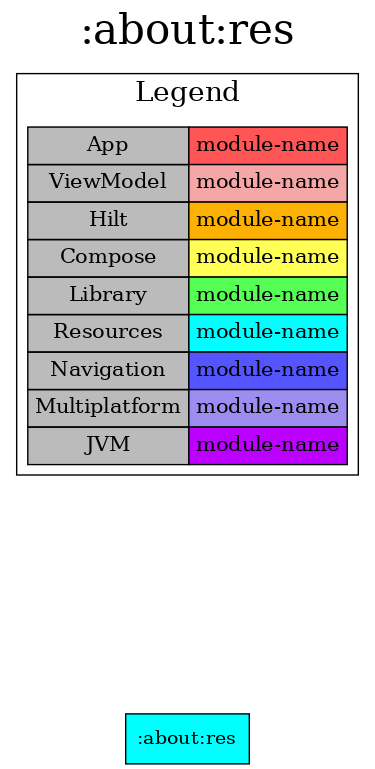 :about:res
Legend
App module-name
ViewModel module-name
Hilt module-name
Compose module-name
Library module-name
Resources module-name
Navigation module-name
Multiplatform module-name
JVM module-name
:about:res